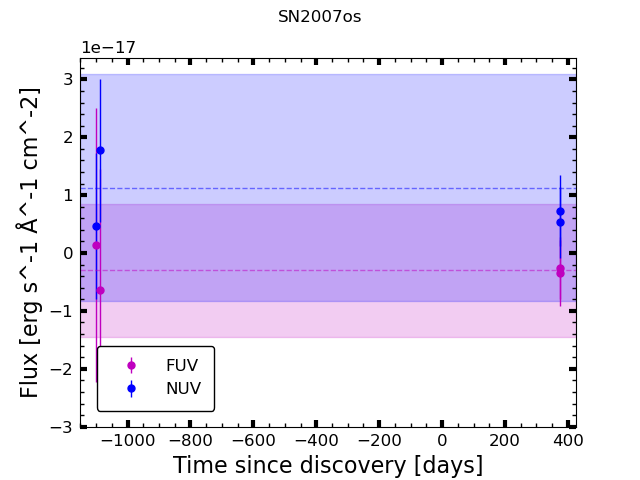 SN2007os
1e−17
3
2
1
0
−1
−2
−3
Flux [erg s^-1 Å^-1 cm^-2]
FUV
NUV
−1000 −800 −600 −400 −200 0 200 400
Time since discovery [days]